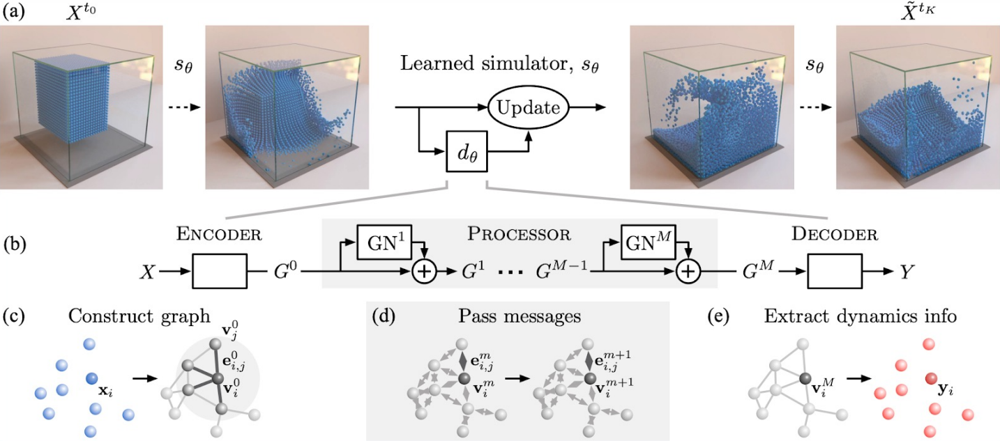 (a)
X^{t_0}
s_θ
Learned simulator, s_θ
Update
d_θ
s_θ
X̃^{t_K}
(b)
ENCODER
PROCESSOR
DECODER
GN^1
GN^M
X
G^0
+
G^1
···
G^{M−1}
+
G^M
Y
(c)
Construct graph
x_i
v_j^0
e_{i,j}^0
v_i^0
(d)
Pass messages
e_{i,j}^m
v_i^m
e_{i,j}^{m+1}
v_i^{m+1}
(e)
Extract dynamics info
v_i^M
y_i